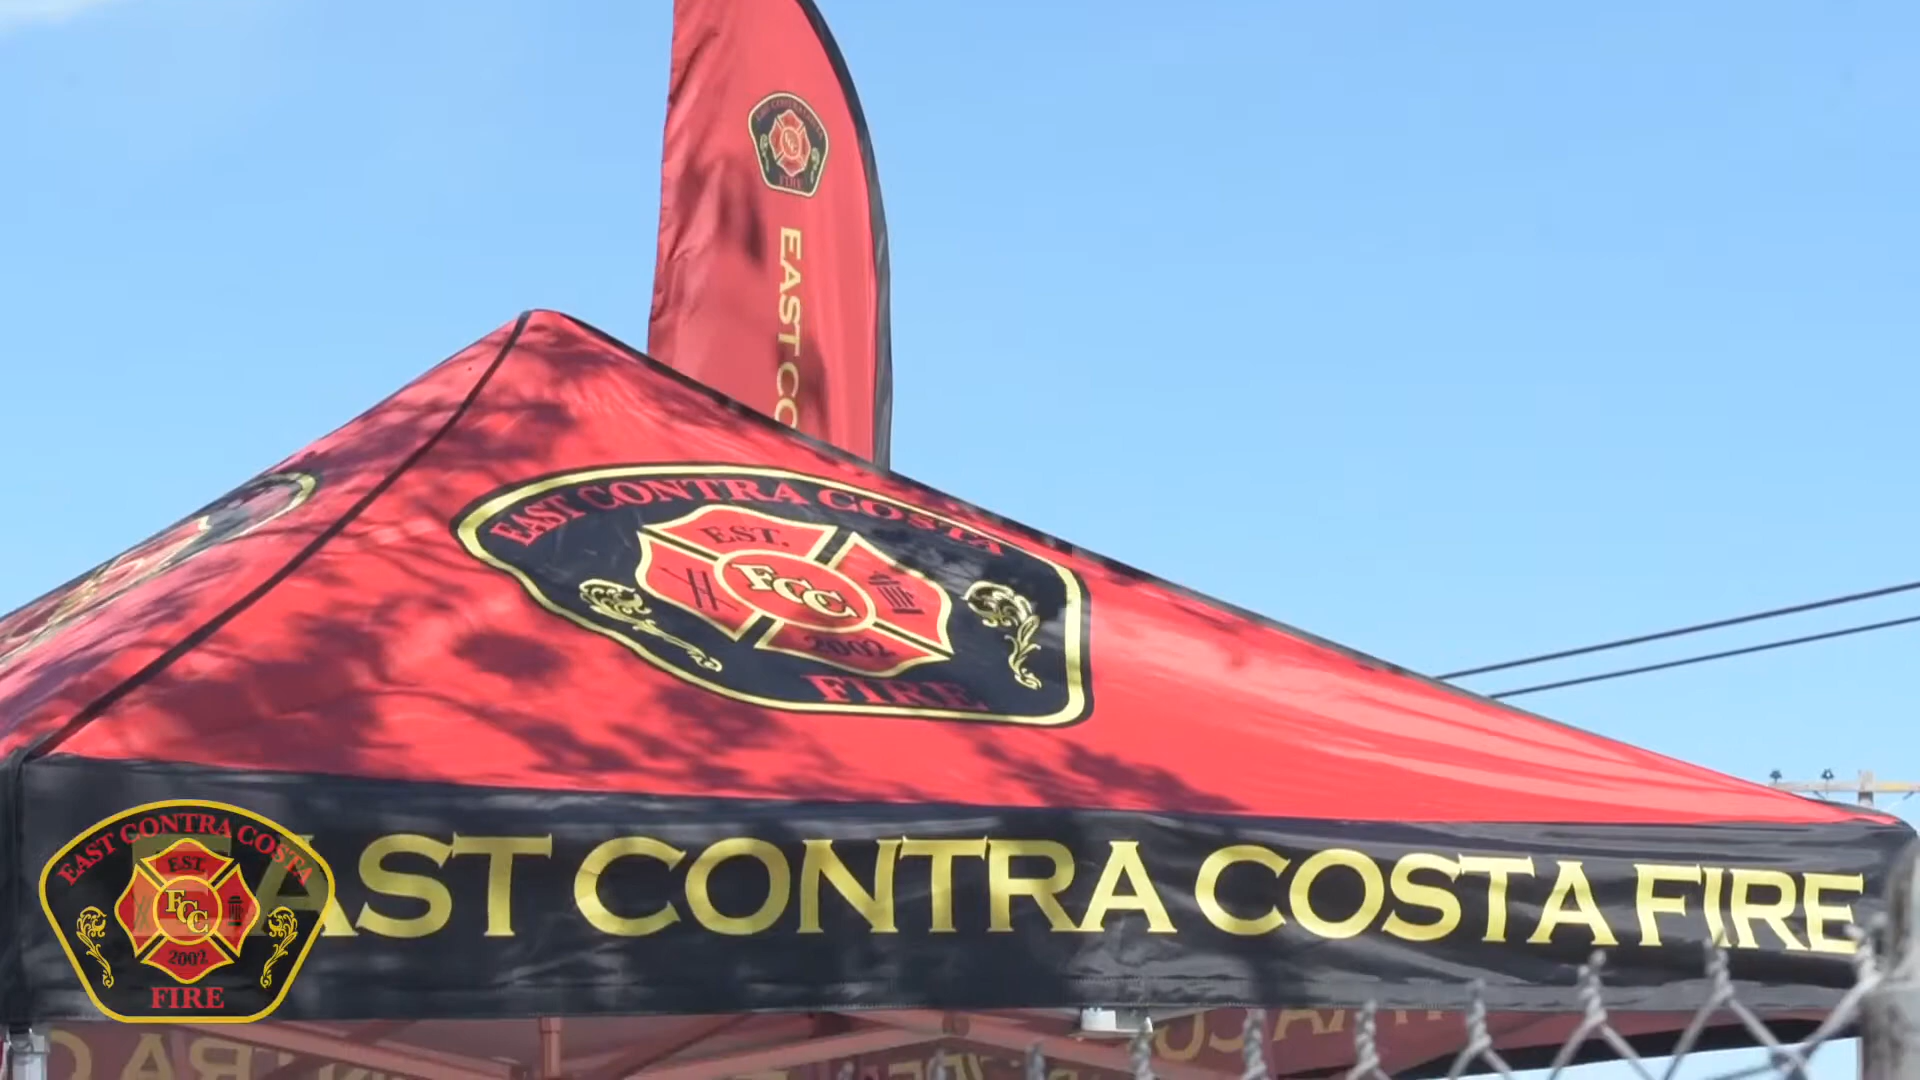 EAST CO
EAST CONTRA COSTA
EST.
FCC
2002
FIRE
EAST CONTRA COSTA FIRE
EAST CONTRA COSTA
EST.
FCC
2002
FIRE